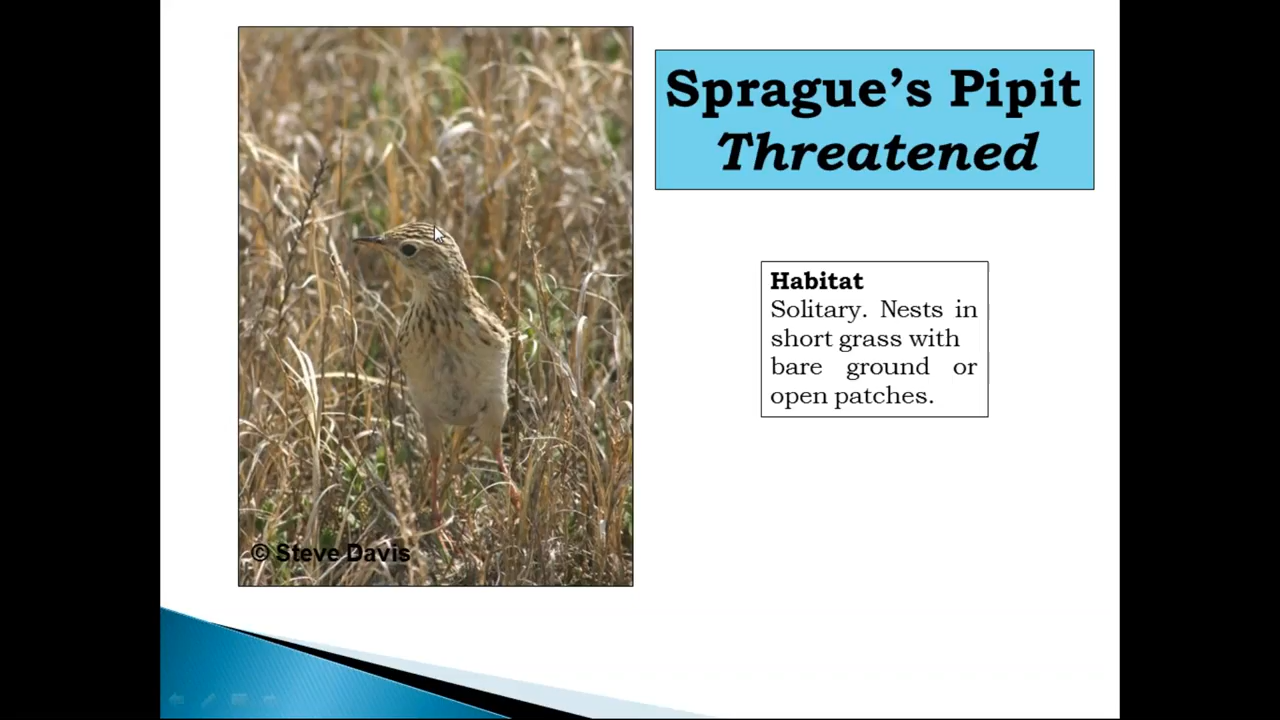 Sprague's Pipit
Threatened
Habitat
Solitary. Nests in
short grass with
bare ground or
open patches.
© Steve Davis